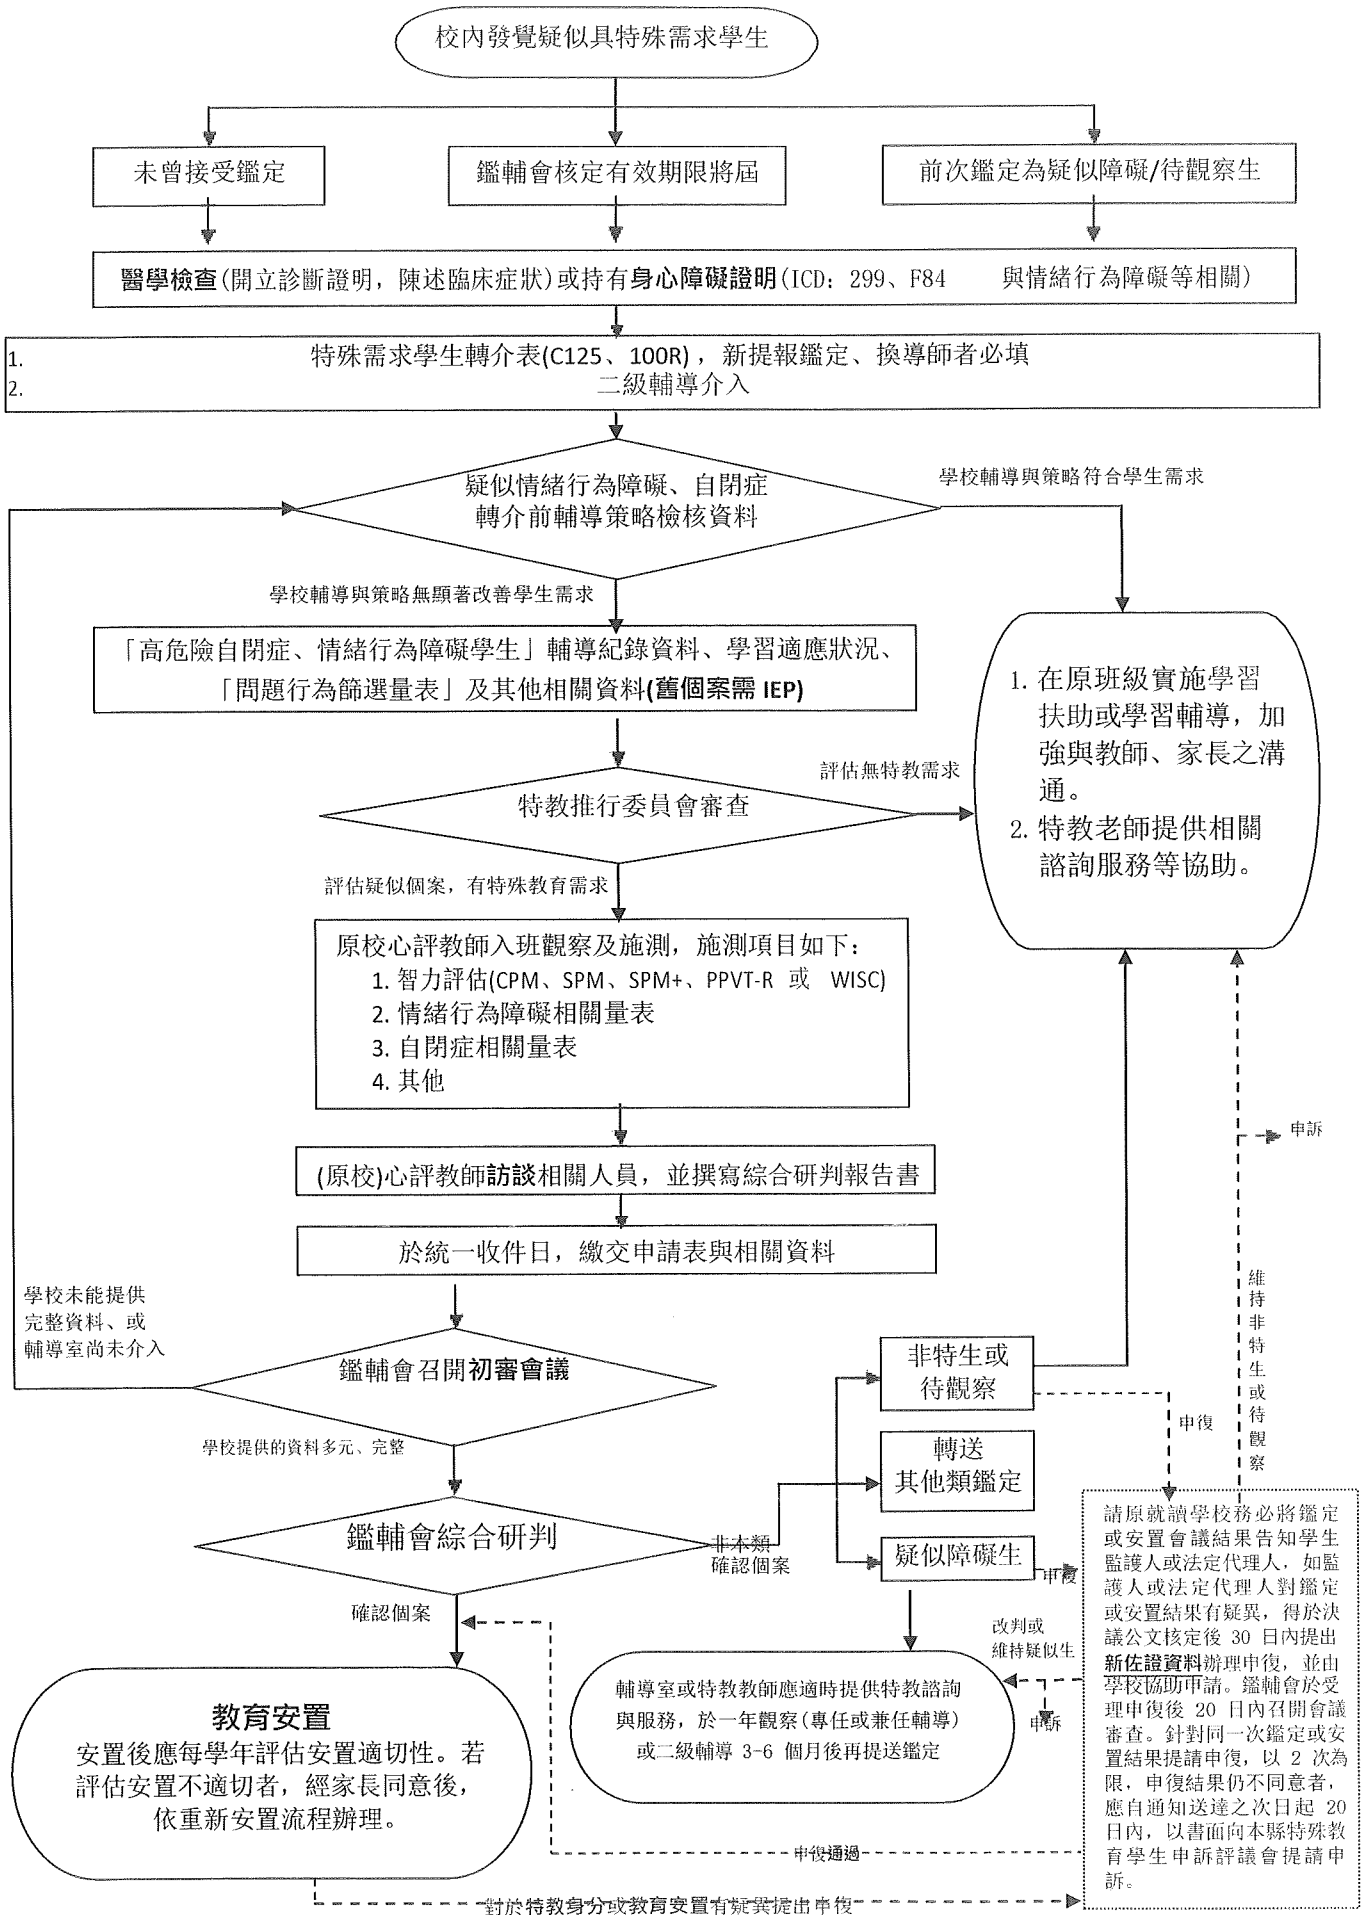 校內發覺疑似具特殊需求學生
未曾接受鑑定
鑑輔會核定有效期限將屆
前次鑑定為疑似障礙/待觀察生
醫學檢查(開立診斷證明，陳述臨床症狀)或持有身心障礙證明(ICD: 299、F84 與情緒行為障礙等相關)
1. 特殊需求學生轉介表(C125、100R)，新提報鑑定、換導師者必填
2. 二級輔導介入
疑似情緒行為障礙、自閉症
轉介前輔導策略檢核資料
學校輔導與策略符合學生需求
學校輔導與策略無顯著改善學生需求
「高危險自閉症、情緒行為障礙學生」輔導紀錄資料、學習適應狀況、
「問題行為篩選量表」及其他相關資料(舊個案需 IEP)
1. 在原班級實施學習
扶助或學習輔導，加
強與教師、家長之溝
通。
2. 特教老師提供相關
諮詢服務等協助。
特教推行委員會審查
評估無特教需求
評估疑似個案，有特殊教育需求
原校心評教師入班觀察及施測，施測項目如下：
1. 智力評估(CPM、SPM、SPM+、PPVT-R 或 WISC)
2. 情緒行為障礙相關量表
3. 自閉症相關量表
4. 其他
申訴
(原校)心評教師訪談相關人員，並撰寫綜合研判報告書
於統一收件日，繳交申請表與相關資料
維持非特生或待觀察
學校未能提供
完整資料、或
輔導室尚未介入
鑑輔會召開初審會議
學校提供的資料多元、完整
非特生或
待觀察
申復
轉送
其他類鑑定
鑑輔會綜合研判
非本類
確認個案
疑似障礙生
申復
確認個案
改判或
維持疑似生
申訴
請原就讀學校務必將鑑定
或安置會議結果告知學生
監護人或法定代理人，如監
護人或法定代理人對鑑定
或安置結果有疑異，得於決
議公文核定後 30 日內提出
新佐證資料辦理申復，並由
學校協助申請。鑑輔會於受
理申復後 20 日內召開會議
審查。針對同一次鑑定或安
置結果提請申復，以 2 次為
限，申復結果仍不同意者，
應自通知送達之次日起 20
日內，以書面向本縣特殊教
育學生申訴評議會提請申
訴。
教育安置
安置後應每學年評估安置適切性。若
評估安置不適切者，經家長同意後，
依重新安置流程辦理。
輔導室或特教教師應適時提供特教諮詢
與服務，於一年觀察(專任或兼任輔導)
或二級輔導 3-6 個月後再提送鑑定
申復通過
對於特教身分或教育安置有疑異提出申復